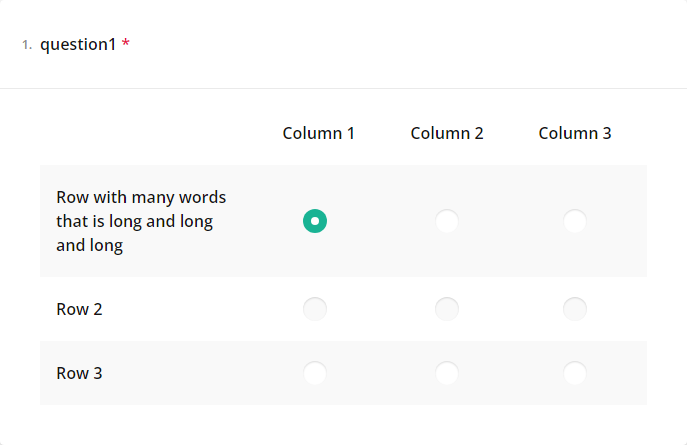 1. question1 *
Column 1 Column 2 Column 3
Row with many words
that is long and long
and long
Row 2
Row 3